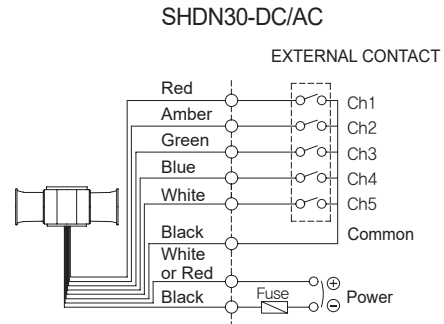 SHDN30-DC/AC
EXTERNAL CONTACT
Red
Ch1
Amber
Ch2
Green
Ch3
Blue
Ch4
White
Ch5
Black
Common
White
or Red
Black
Fuse
+
-
Power